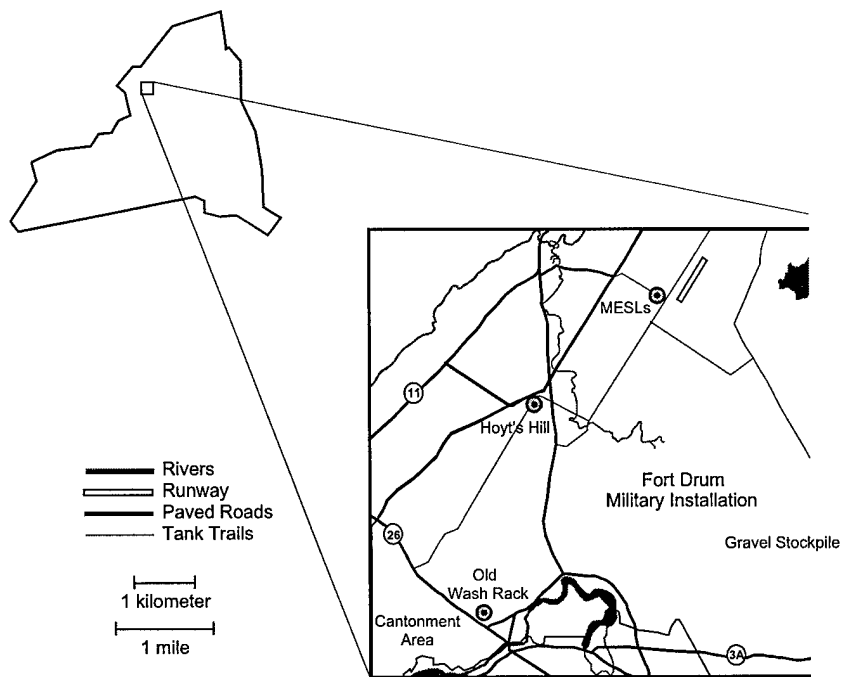 MESLs
11
Hoyt's Hill
Rivers
Runway
Paved Roads
Tank Trails
Fort Drum
Military Installation
26
Gravel Stockpile
1 kilometer
Old
Wash Rack
Cantonment
Area
1 mile
3A